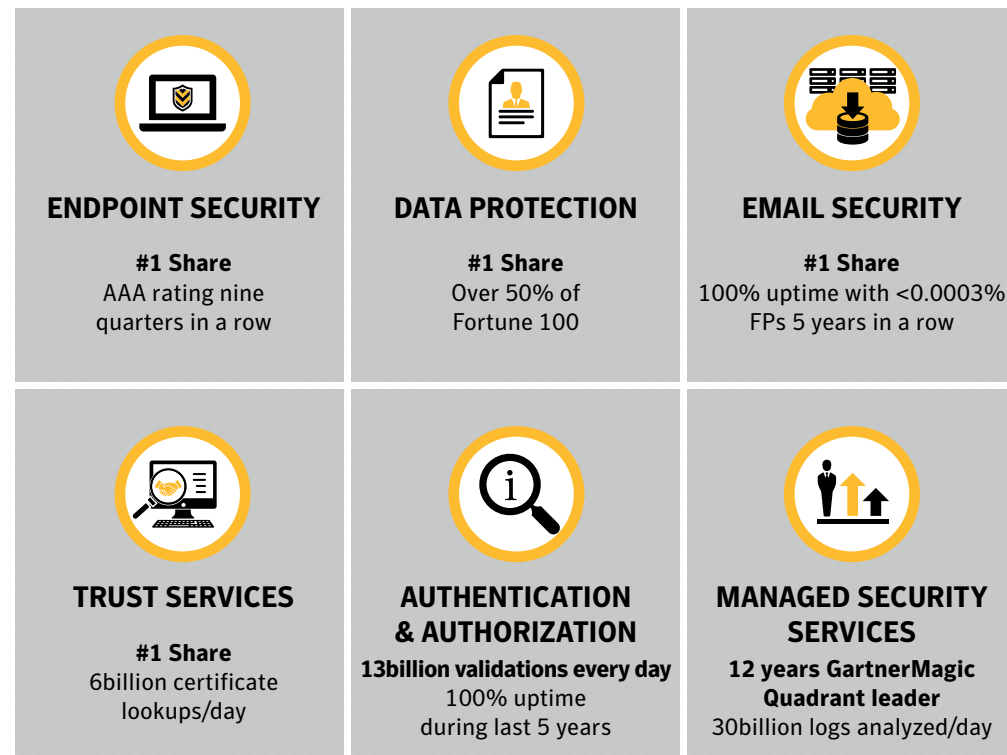 ENDPOINT SECURITY
#1 Share
AAA rating nine
quarters in a row
DATA PROTECTION
#1 Share
Over 50% of
Fortune 100
EMAIL SECURITY
#1 Share
100% uptime with <0.0003%
FPs 5 years in a row
TRUST SERVICES
#1 Share
6billion certificate
lookups/day
i
AUTHENTICATION
& AUTHORIZATION
13billion validations every day
100% uptime
during last 5 years
MANAGED SECURITY
SERVICES
12 years GartnerMagic
Quadrant leader
30billion logs analyzed/day